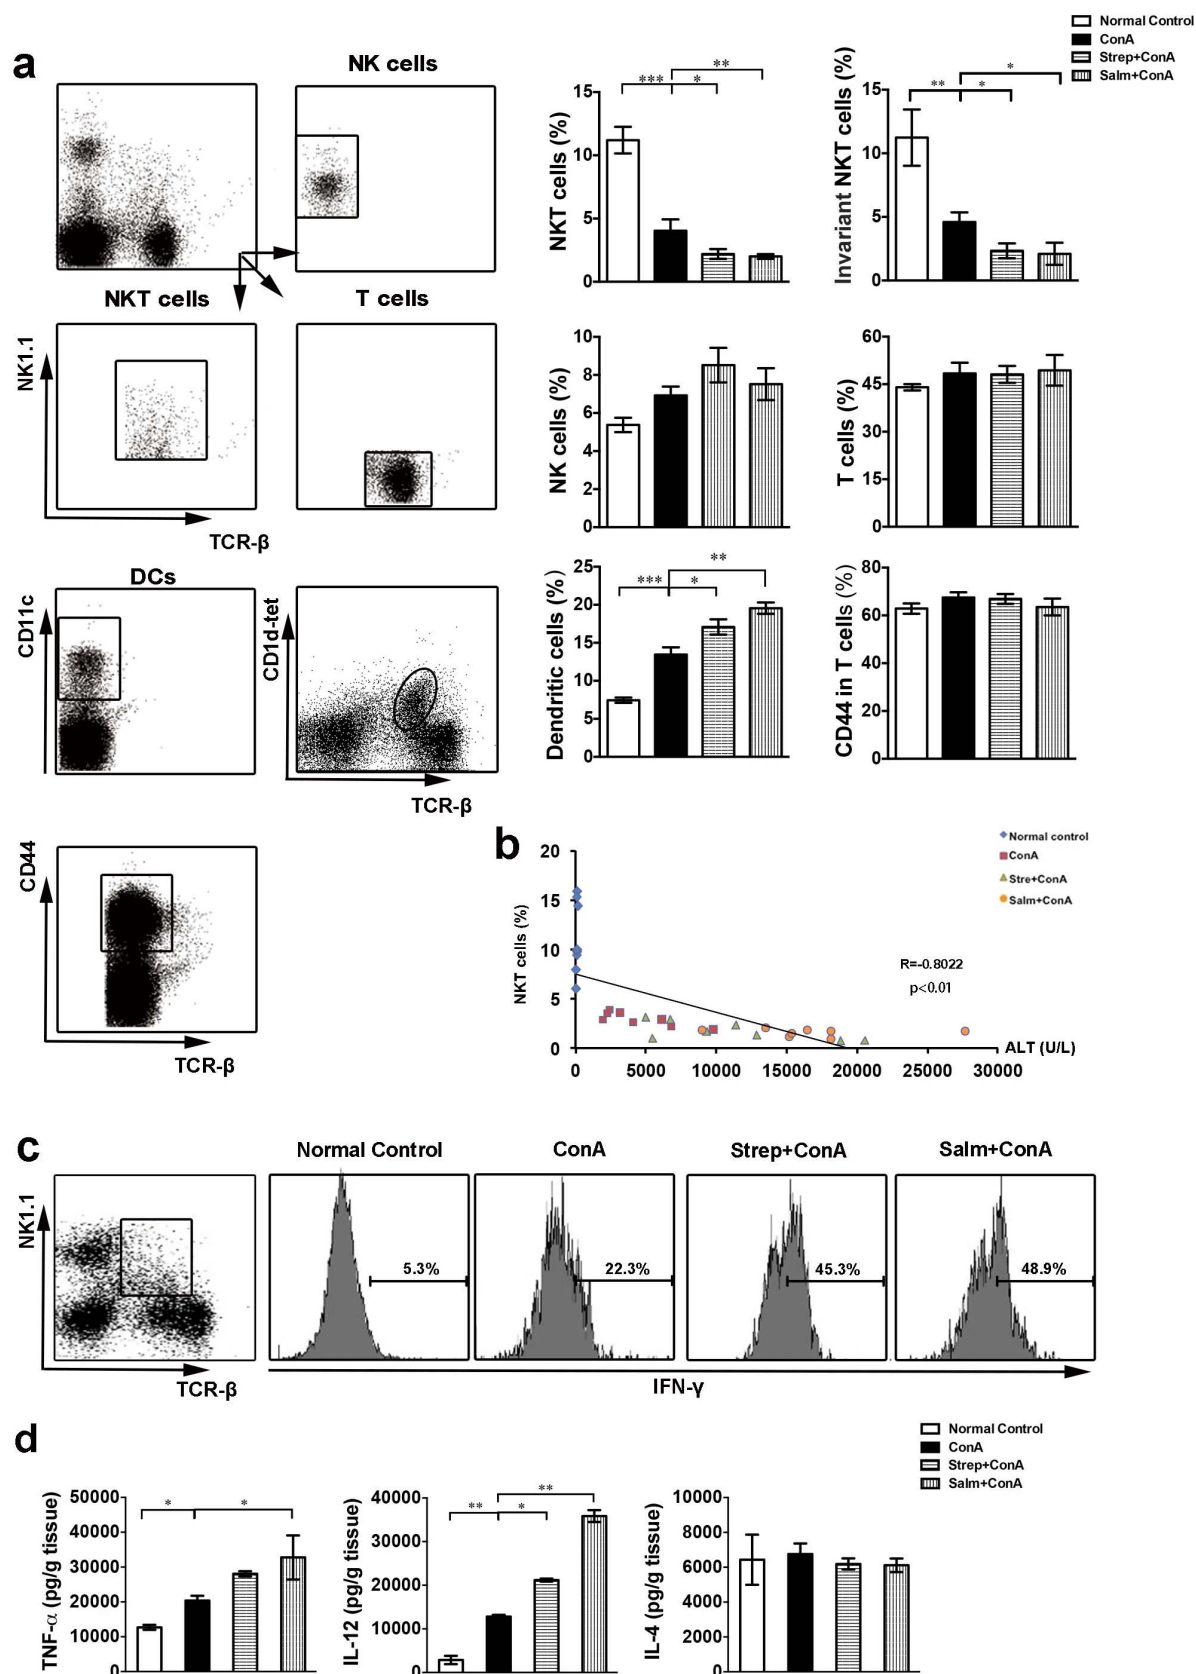 Normal Control
ConA
Strep+ConA
Salm+ConA
a
NK cells
NKT cells
T cells
NK1.1
TCR-β
DCs
CD11c
CD1d-tet
TCR-β
CD44
TCR-β
NKT cells (%)
15
10
5
0
*** * **
Invariant NKT cells (%)
15
10
5
0
** * *
NK cells (%)
10
8
6
4
2
0
T cells (%)
60
45
30
15
0
Dendritic cells (%)
25
20
15
10
5
0
*** * **
CD44 in T cells (%)
80
60
40
20
0
b
NKT cells (%)
20
15
10
5
0
0 5000 10000 15000 20000 25000 30000
ALT (U/L)
R=-0.8022
p<0.01
Normal control
ConA
Stre+ConA
Salm+ConA
c
Normal Control ConA Strep+ConA Salm+ConA
NK1.1
TCR-β
5.3% 22.3% 45.3% 48.9%
IFN-γ
d
Normal Control
ConA
Strep+ConA
Salm+ConA
TNF-α (pg/g tissue)
50000
40000
30000
20000
10000
0
* *
IL-12 (pg/g tissue)
40000
30000
20000
10000
0
** * **
IL-4 (pg/g tissue)
10000
8000
6000
4000
2000
0